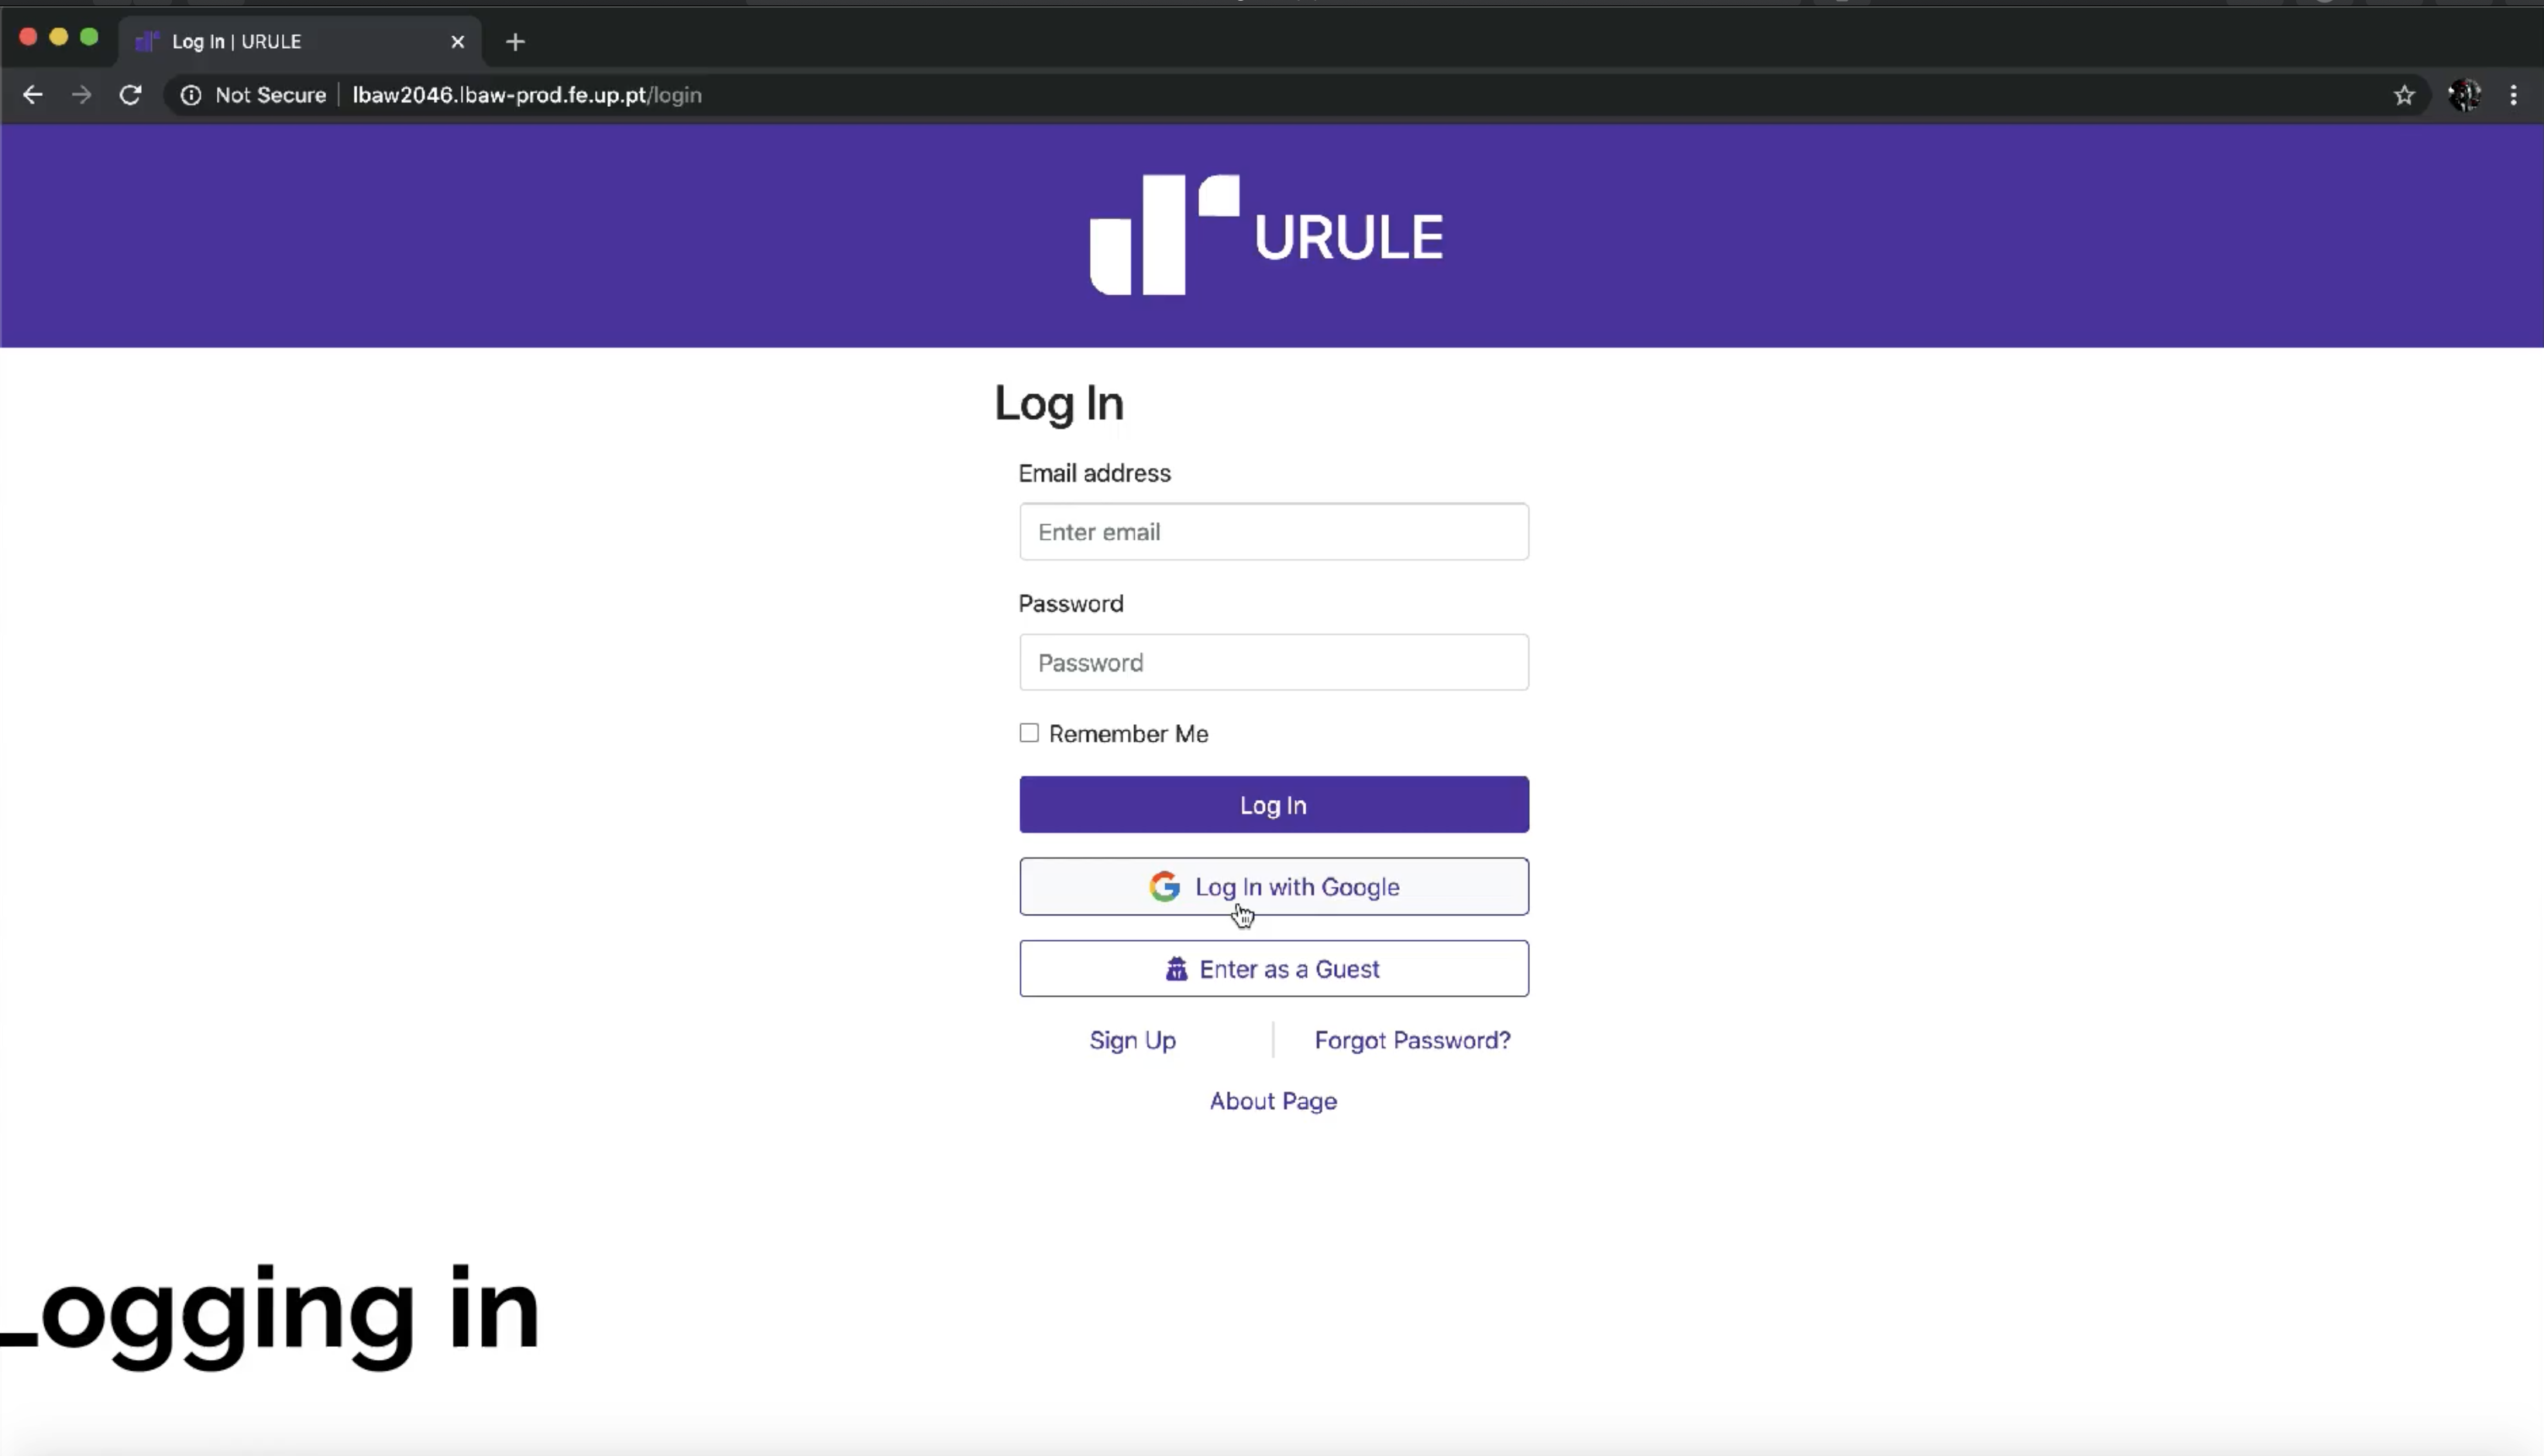 Log In | URULE
Not Secure | lbaw2046.lbaw-prod.fe.up.pt/login
URULE
Log In
Email address
Enter email
Password
Password
Remember Me
Log In
Log In with Google
Enter as a Guest
Sign Up
Forgot Password?
About Page
Logging in